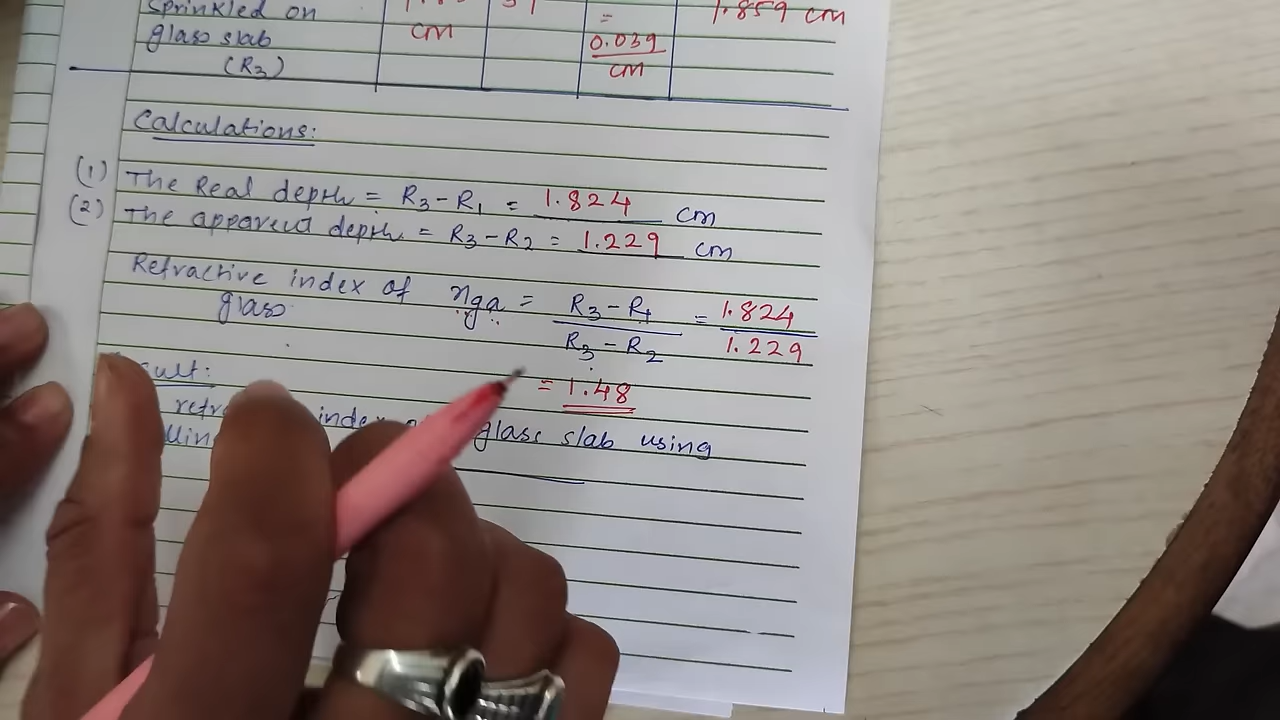 Sprinkled on
glass slab
(R3)
cm
=
0.039
cm
1.859 cm
Calculations:
(1) The Real depth = R3-R1 = 1.824 cm
(2) The apparent depth = R3-R2 = 1.229 cm
Refractive index of glass nga = R3-R1 / R3-R2 = 1.824 / 1.229
= 1.48
index glass slab using